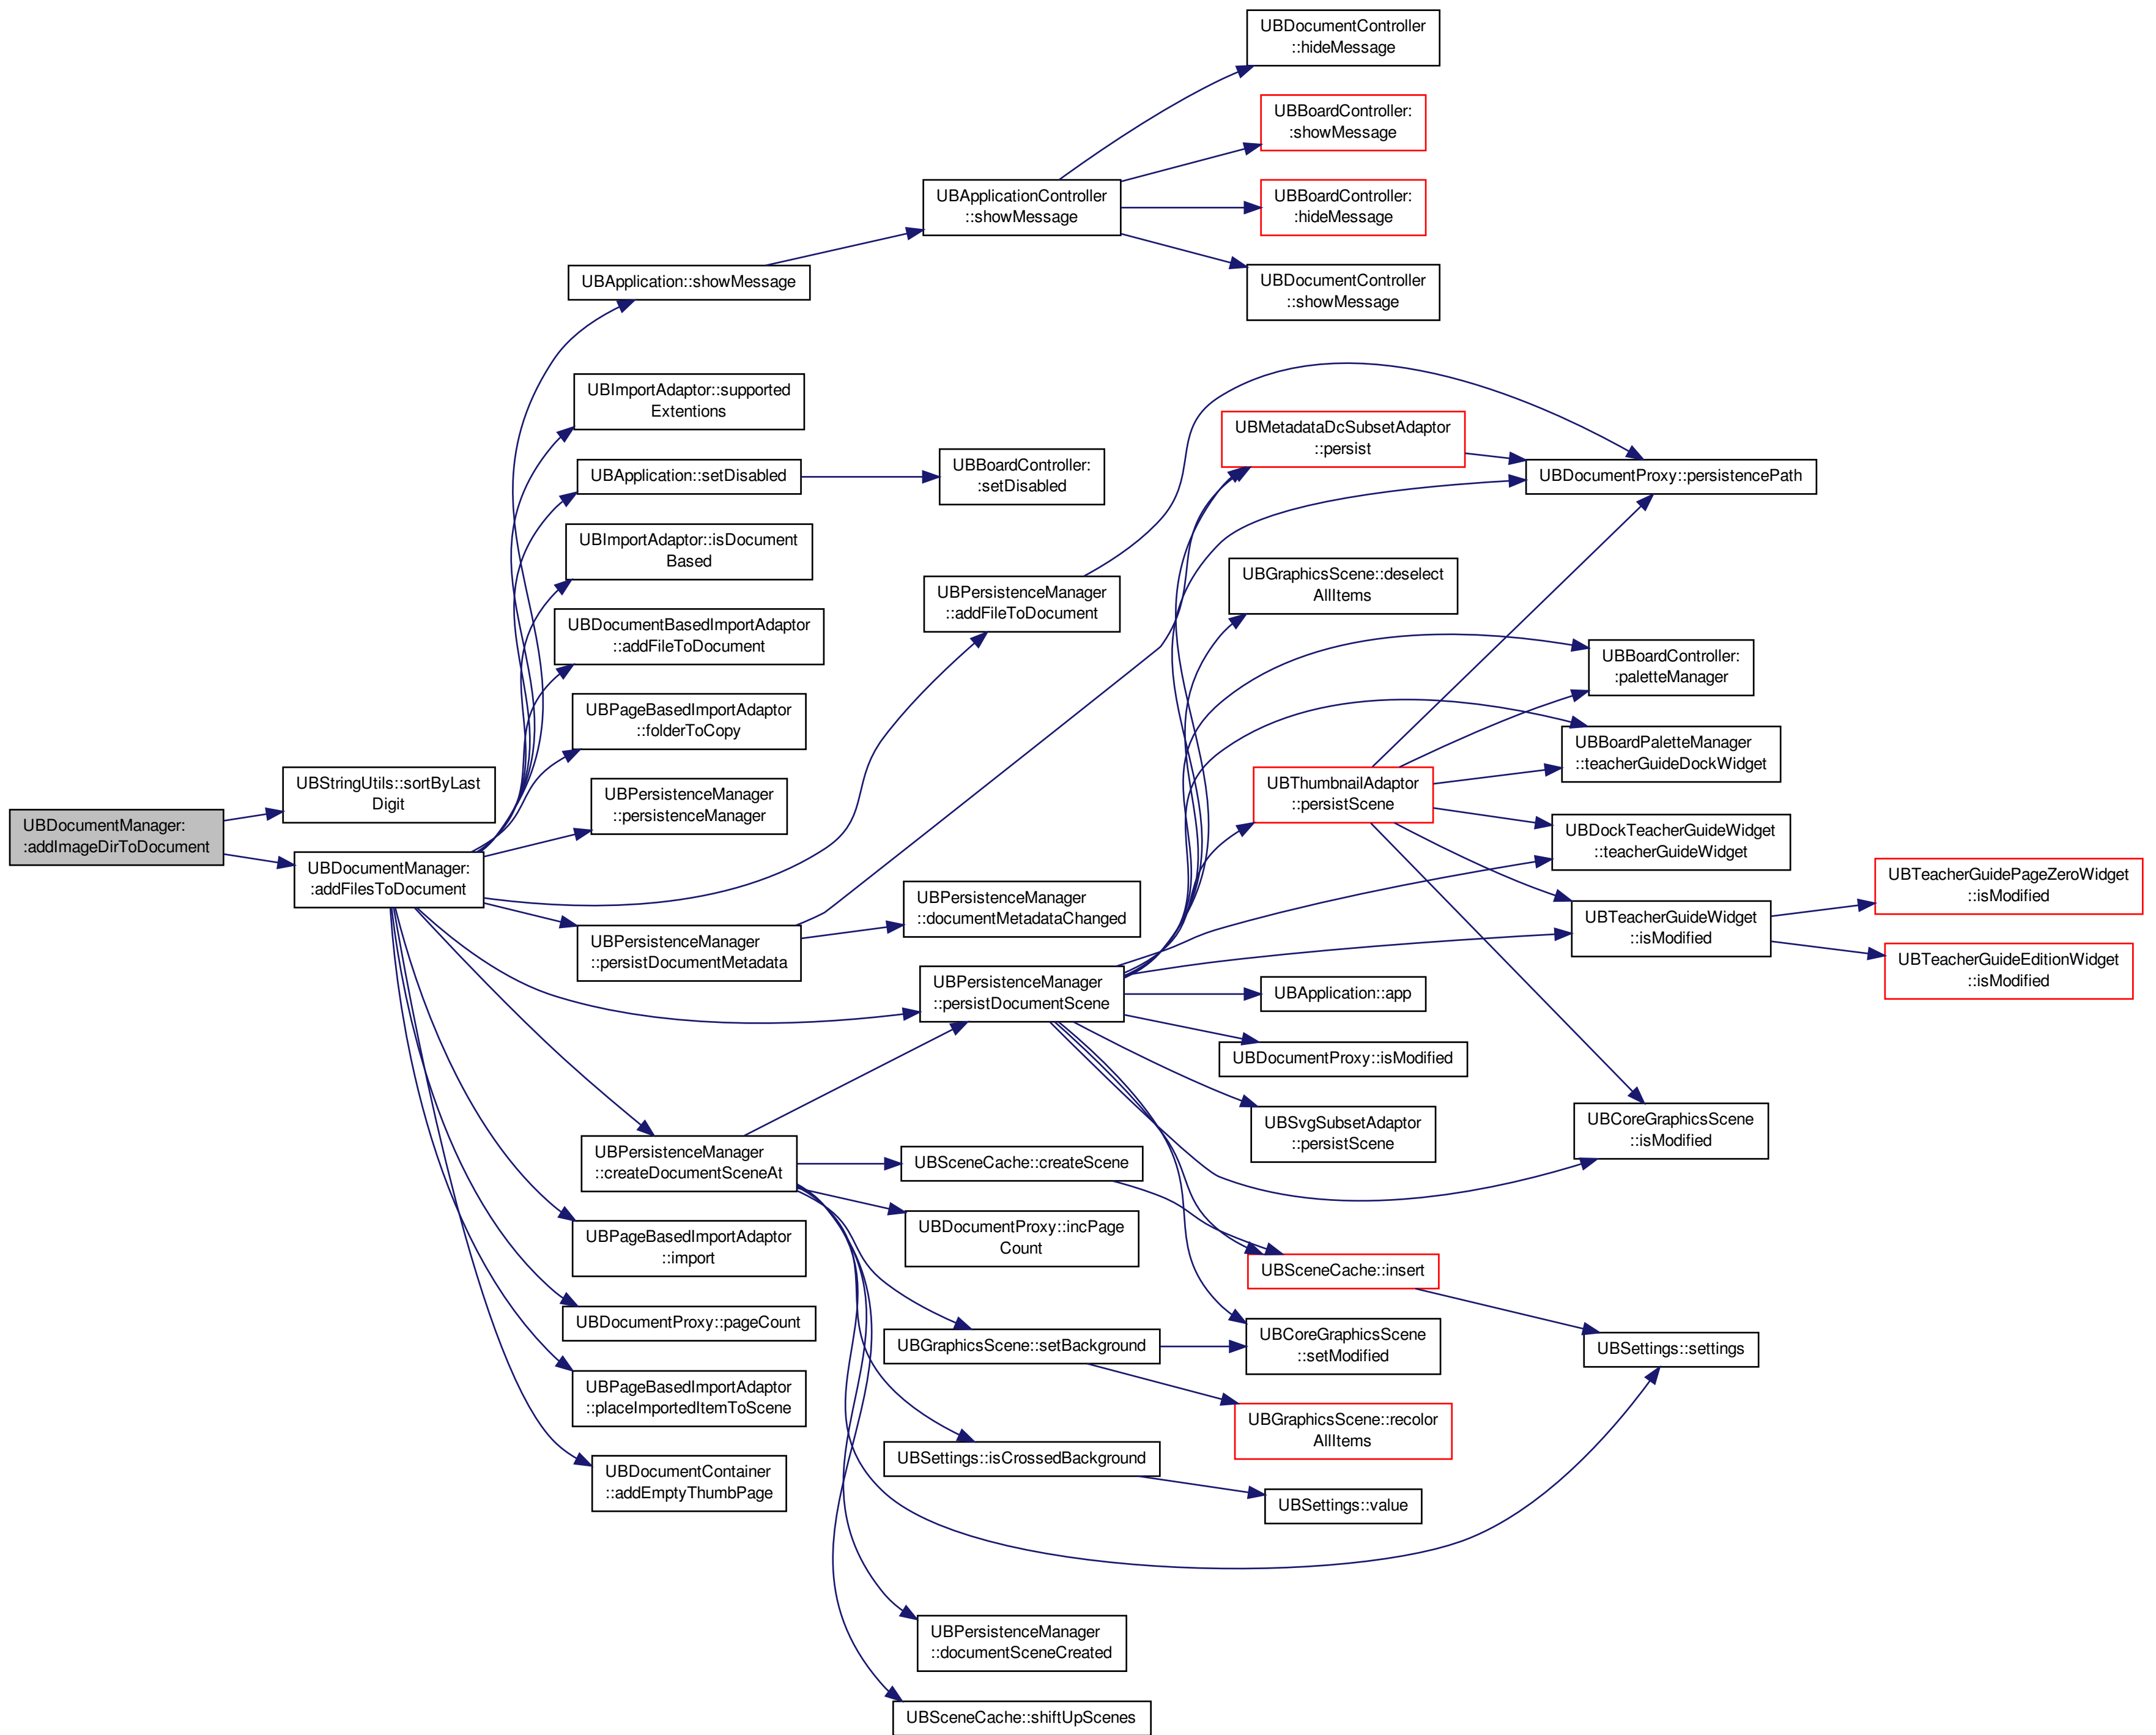 UBDocumentController
::hideMessage
UBBoardController:
:showMessage
UBApplicationController
::showMessage
UBBoardController:
:hideMessage
UBApplication::showMessage
UBDocumentController
::showMessage
UBImportAdaptor::supported
Extentions
UBMetadataDcSubsetAdaptor
::persist
UBApplication::setDisabled
UBBoardController:
:setDisabled
UBDocumentProxy::persistencePath
UBImportAdaptor::isDocument
Based
UBGraphicsScene::deselect
AllItems
UBPersistenceManager
::addFileToDocument
UBDocumentBasedImportAdaptor
::addFileToDocument
UBBoardController:
:paletteManager
UBPageBasedImportAdaptor
::folderToCopy
UBBoardPaletteManager
::teacherGuideDockWidget
UBStringUtils::sortByLast
Digit
UBPersistenceManager
::persistenceManager
UBThumbnailAdaptor
::persistScene
UBDocumentManager:
:addImageDirToDocument
UBDockTeacherGuideWidget
::teacherGuideWidget
UBDocumentManager:
:addFilesToDocument
UBTeacherGuidePageZeroWidget
::isModified
UBPersistenceManager
::documentMetadataChanged
UBTeacherGuideWidget
::isModified
UBPersistenceManager
::persistDocumentMetadata
UBTeacherGuideEditionWidget
::isModified
UBPersistenceManager
::persistDocumentScene
UBApplication::app
UBDocumentProxy::isModified
UBSvgSubsetAdaptor
::persistScene
UBCoreGraphicsScene
::isModified
UBPersistenceManager
::createDocumentSceneAt
UBSceneCache::createScene
UBDocumentProxy::incPage
Count
UBPageBasedImportAdaptor
::import
UBSceneCache::insert
UBDocumentProxy::pageCount
UBGraphicsScene::setBackground
UBCoreGraphicsScene
::setModified
UBSettings::settings
UBPageBasedImportAdaptor
::placeImportedItemToScene
UBGraphicsScene::recolor
AllItems
UBSettings::isCrossedBackground
UBDocumentContainer
::addEmptyThumbPage
UBSettings::value
UBPersistenceManager
::documentSceneCreated
UBSceneCache::shiftUpScenes